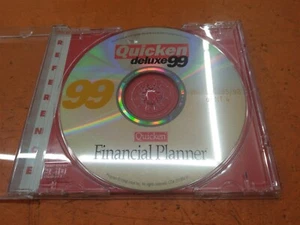 Quicken
deluxe99
99
Quicken
Financial Planner
REFERENCE